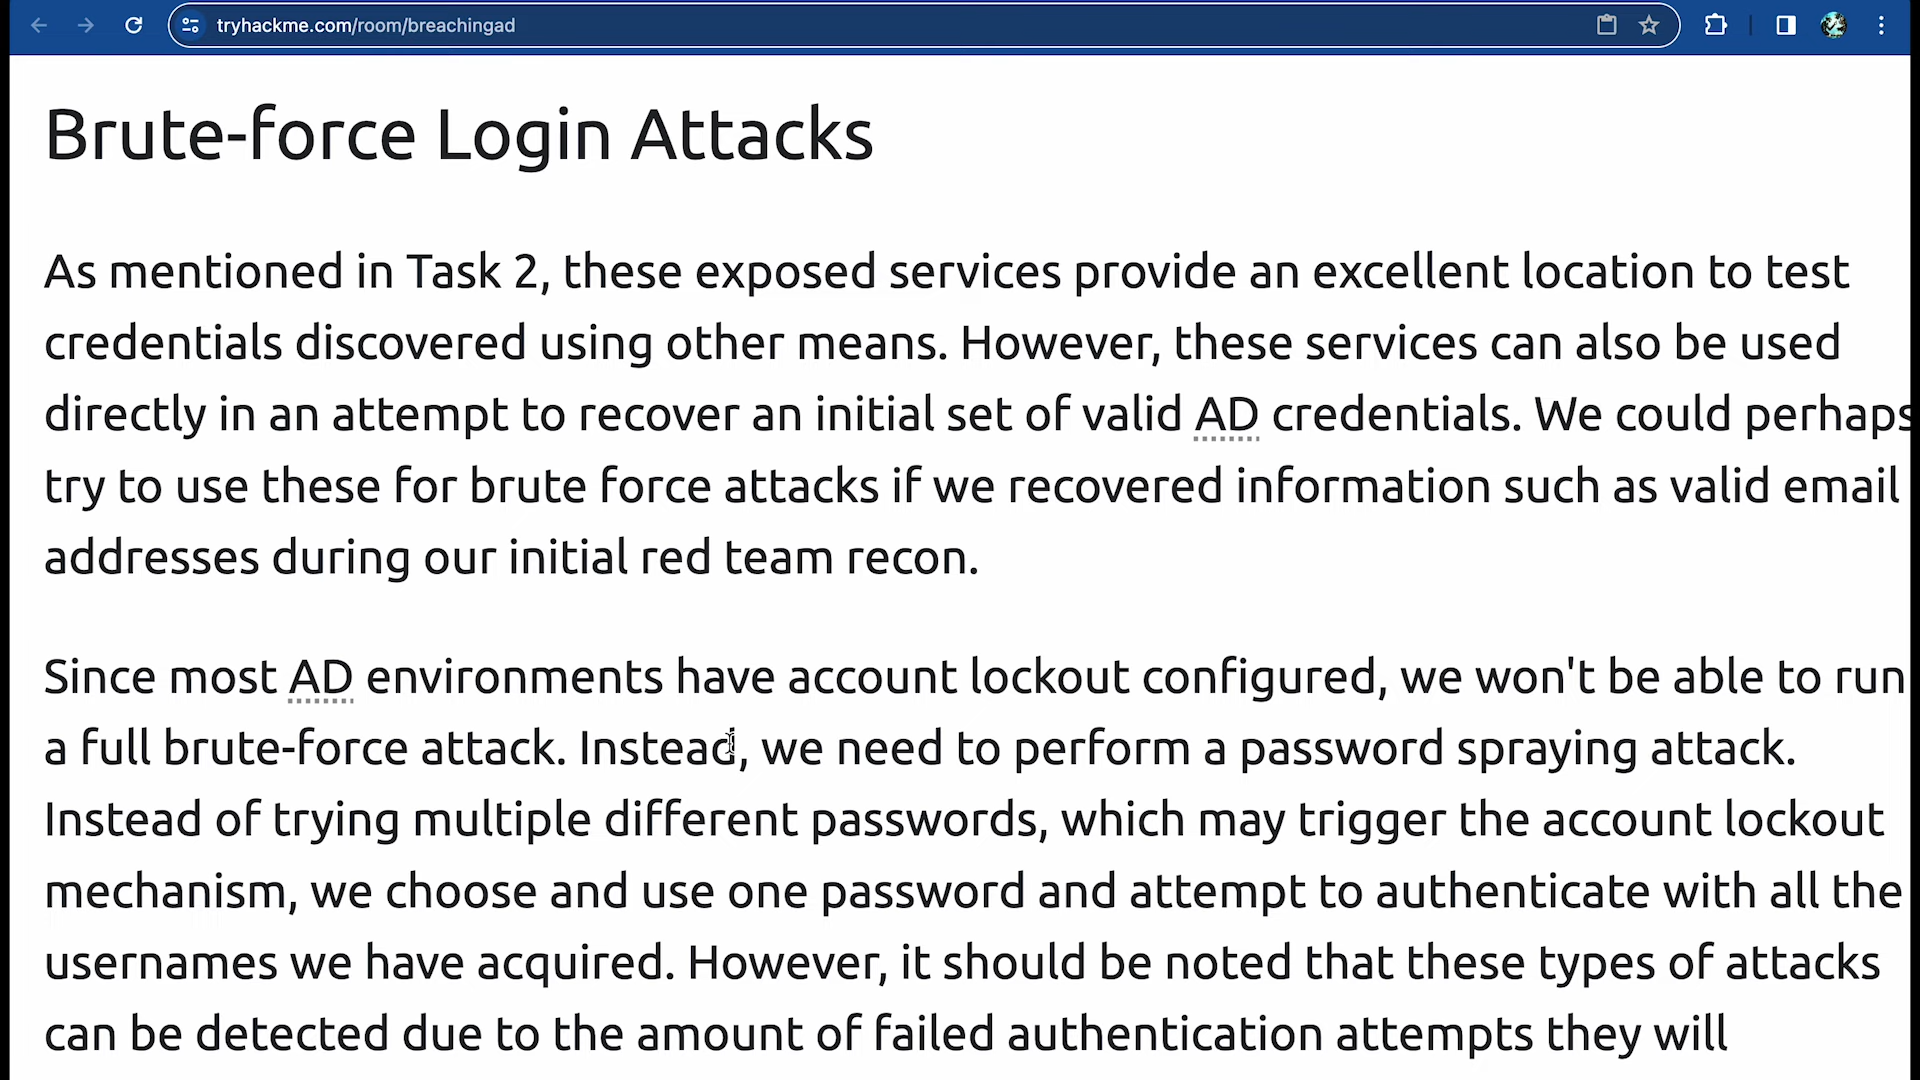 tryhackme.com/room/breachingad
Brute-force Login Attacks
As mentioned in Task 2, these exposed services provide an excellent location to test
credentials discovered using other means. However, these services can also be used
directly in an attempt to recover an initial set of valid AD credentials. We could perhaps
try to use these for brute force attacks if we recovered information such as valid email
addresses during our initial red team recon.
Since most AD environments have account lockout configured, we won't be able to run
a full brute-force attack. Instead, we need to perform a password spraying attack.
Instead of trying multiple different passwords, which may trigger the account lockout
mechanism, we choose and use one password and attempt to authenticate with all the
usernames we have acquired. However, it should be noted that these types of attacks
can be detected due to the amount of failed authentication attempts they will